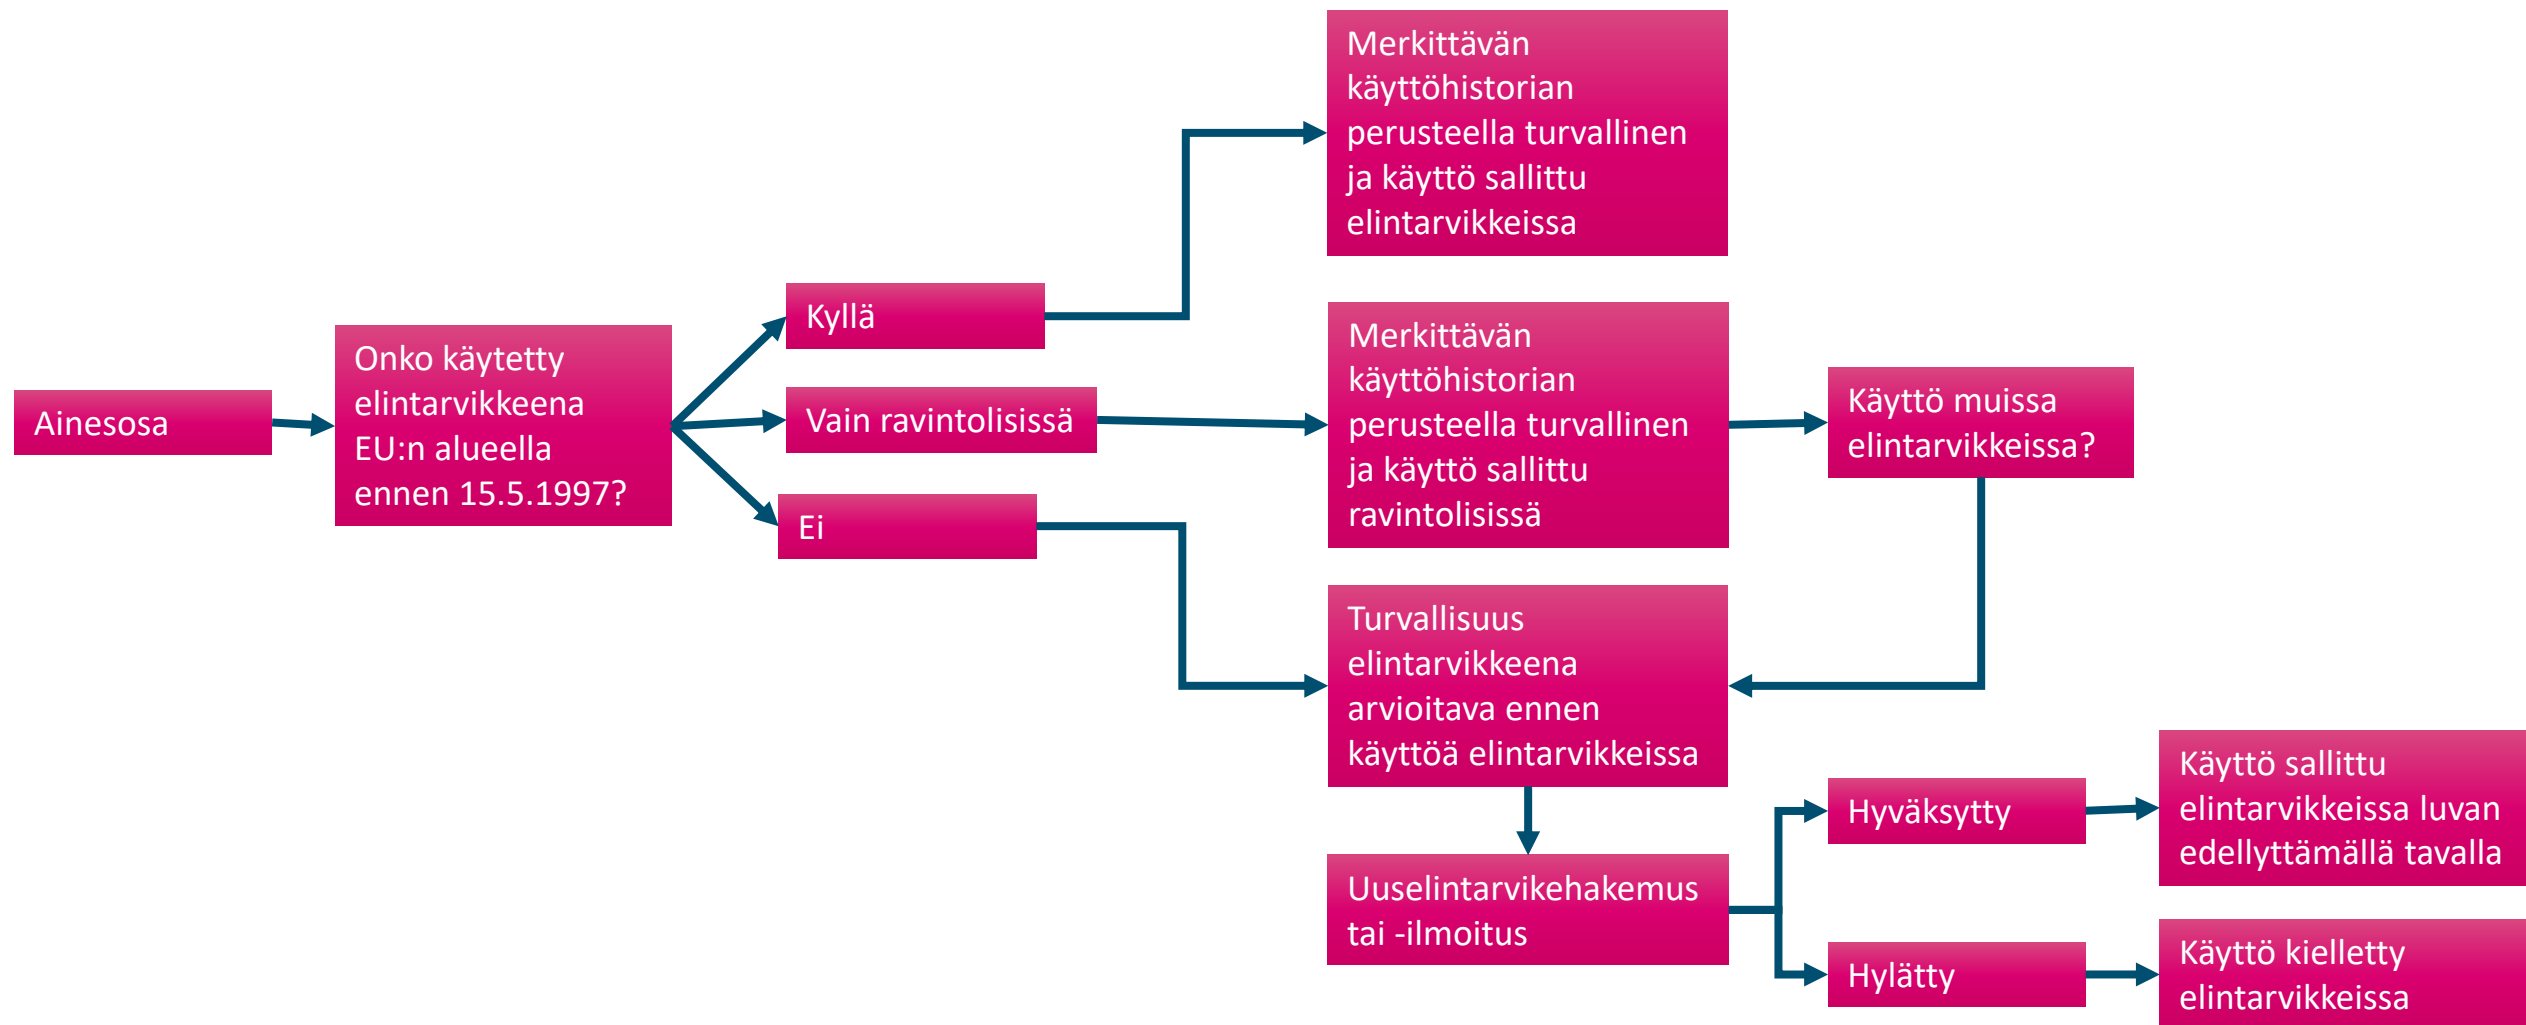 Ainesosa
Onko käytetty
elintarvikkeena
EU:n alueella
ennen 15.5.1997?
Kyllä
Vain ravintolisissä
Ei
Merkittävän
käyttöhistorian
perusteella turvallinen
ja käyttö sallittu
elintarvikkeissa
Merkittävän
käyttöhistorian
perusteella turvallinen
ja käyttö sallittu
ravintolisissä
Käyttö muissa
elintarvikkeissa?
Turvallisuus
elintarvikkeena
arvioitava ennen
käyttöä elintarvikkeissa
Uuselintarvikehakemus
tai -ilmoitus
Hyväksytty
Käyttö sallittu
elintarvikkeissa luvan
edellyttämällä tavalla
Hylätty
Käyttö kielletty
elintarvikkeissa